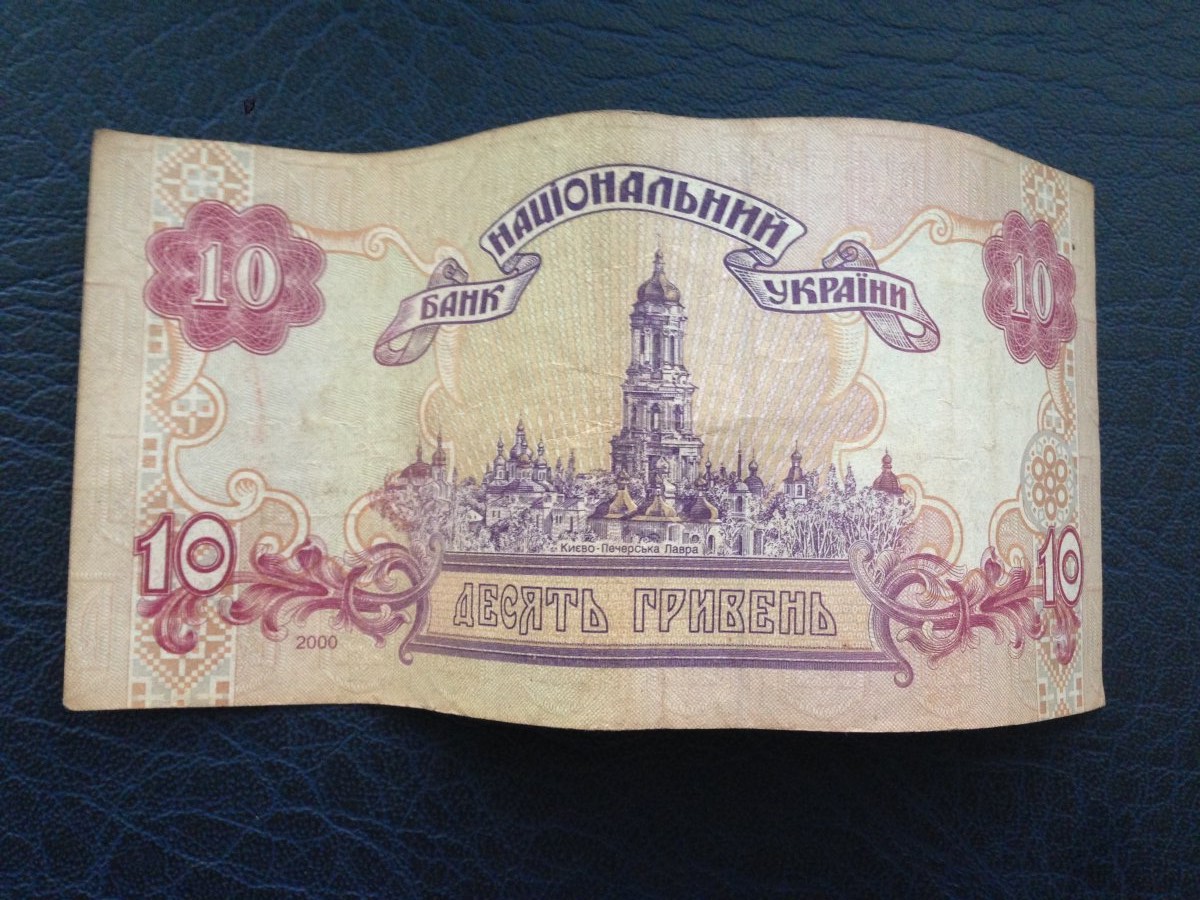 НАЦІОНАЛЬНИЙ
БАНК УКРАЇНИ
10 10
Києво-Печерська Лавра
10 10
ДЕСЯТЬ ГРИВЕНЬ
2000